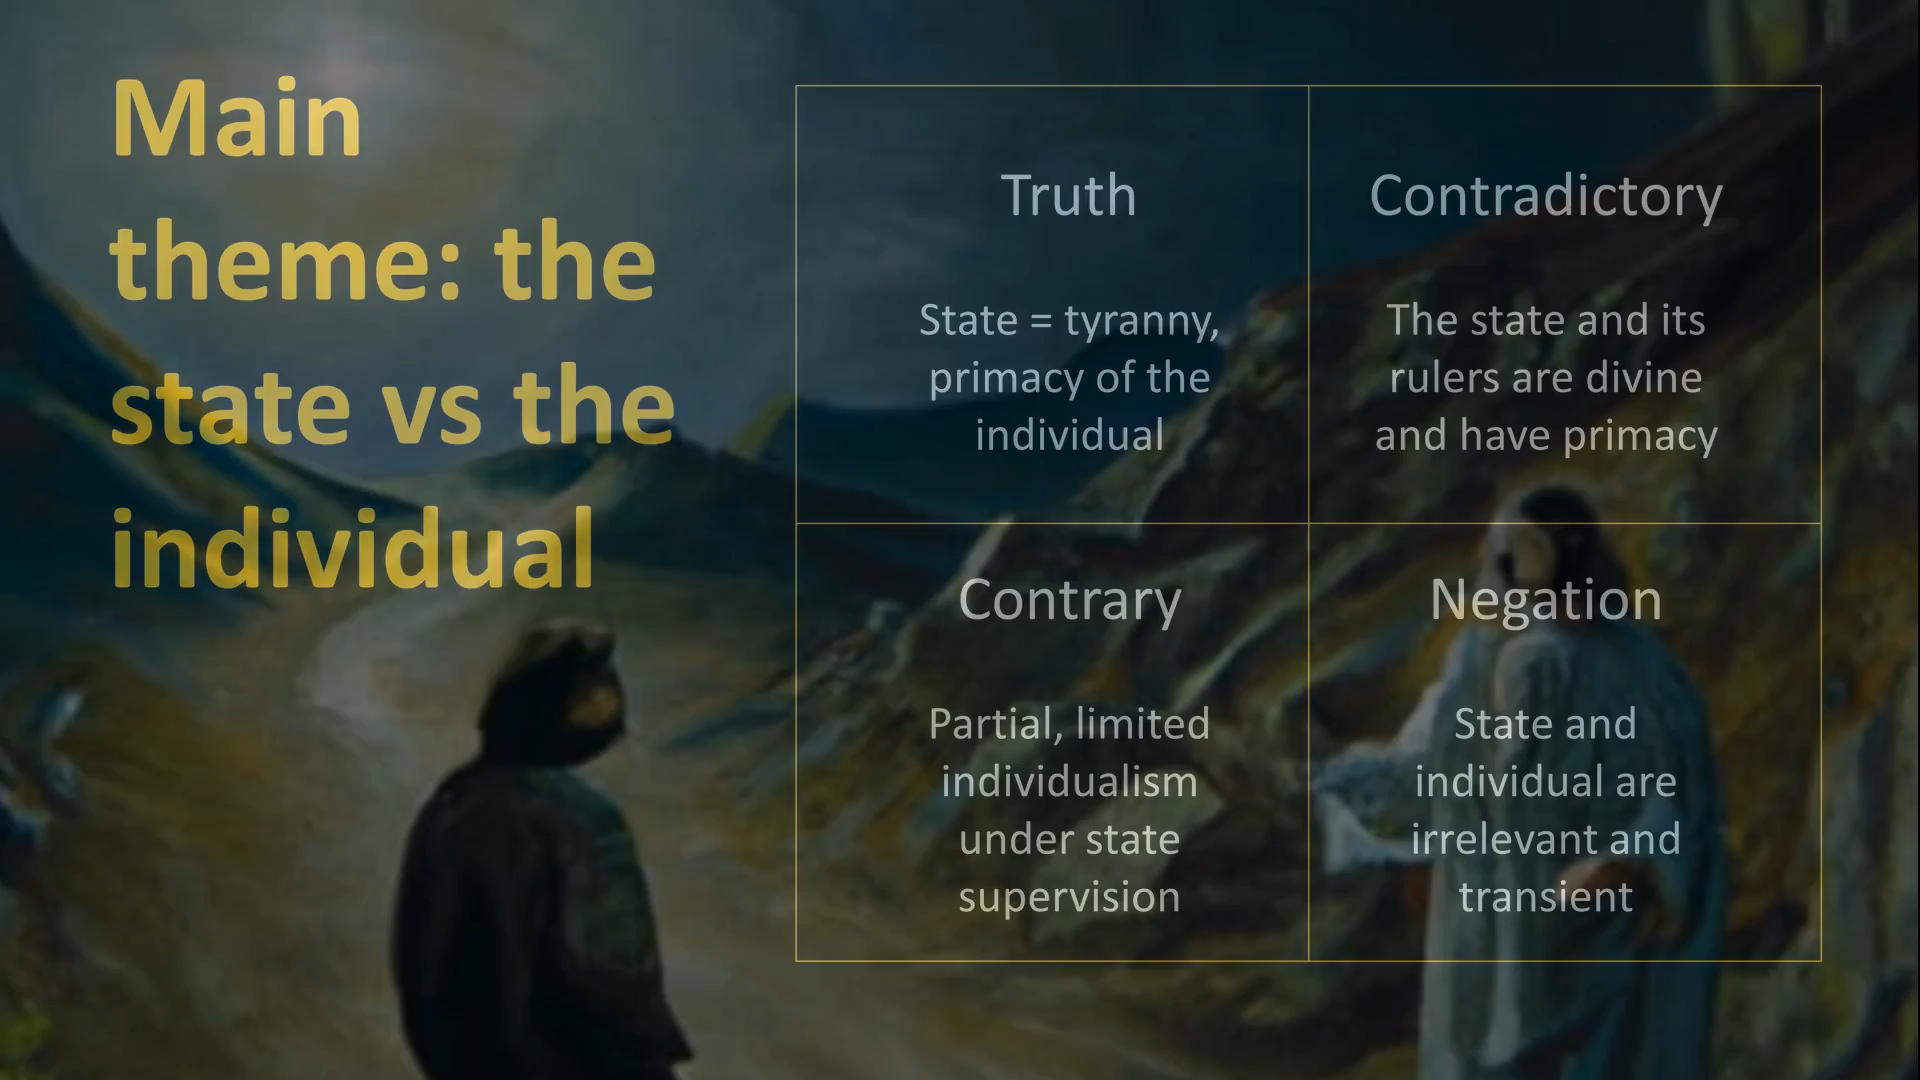 Main
theme: the
state vs the
individual
Truth
State = tyranny,
primacy of the
individual
Contradictory
The state and its
rulers are divine
and have primacy
Contrary
Partial, limited
individualism
under state
supervision
Negation
State and
individual are
irrelevant and
transient